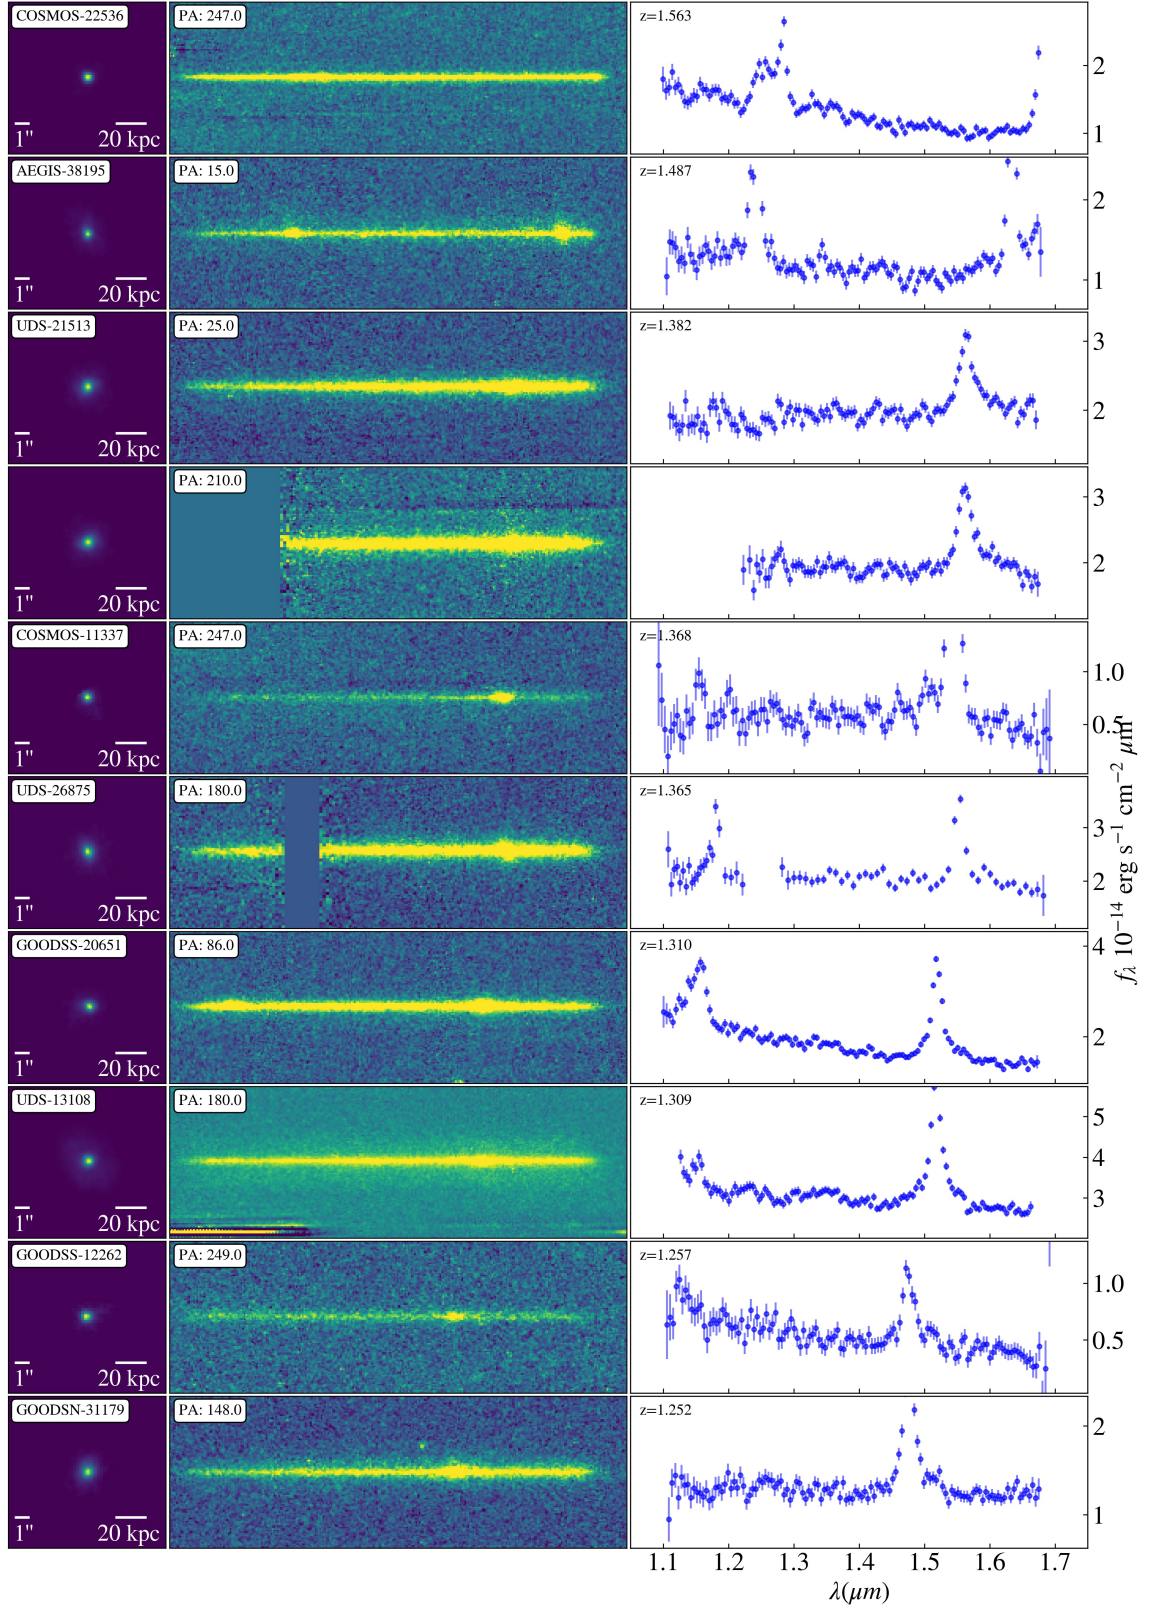 COSMOS-22536 PA: 247.0 z=1.563
2
1
1" 20 kpc
AEGIS-38195 PA: 15.0 z=1.487
2
1
1" 20 kpc
UDS-21513 PA: 25.0 z=1.382
3
2
1" 20 kpc
PA: 210.0
3
2
1" 20 kpc
COSMOS-11337 PA: 247.0 z=1.368
1.0
0.5
1" 20 kpc
UDS-26875 PA: 180.0 z=1.365
3
2
1" 20 kpc
fλ 10⁻¹⁴ erg s⁻¹ cm⁻² μm
GOODSS-20651 PA: 86.0 z=1.310
4
2
1" 20 kpc
UDS-13108 PA: 180.0 z=1.309
5
4
3
1" 20 kpc
GOODSS-12262 PA: 249.0 z=1.257
1.0
0.5
1" 20 kpc
GOODSN-31179 PA: 148.0 z=1.252
2
1
1" 20 kpc
1.1 1.2 1.3 1.4 1.5 1.6 1.7
λ(μm)